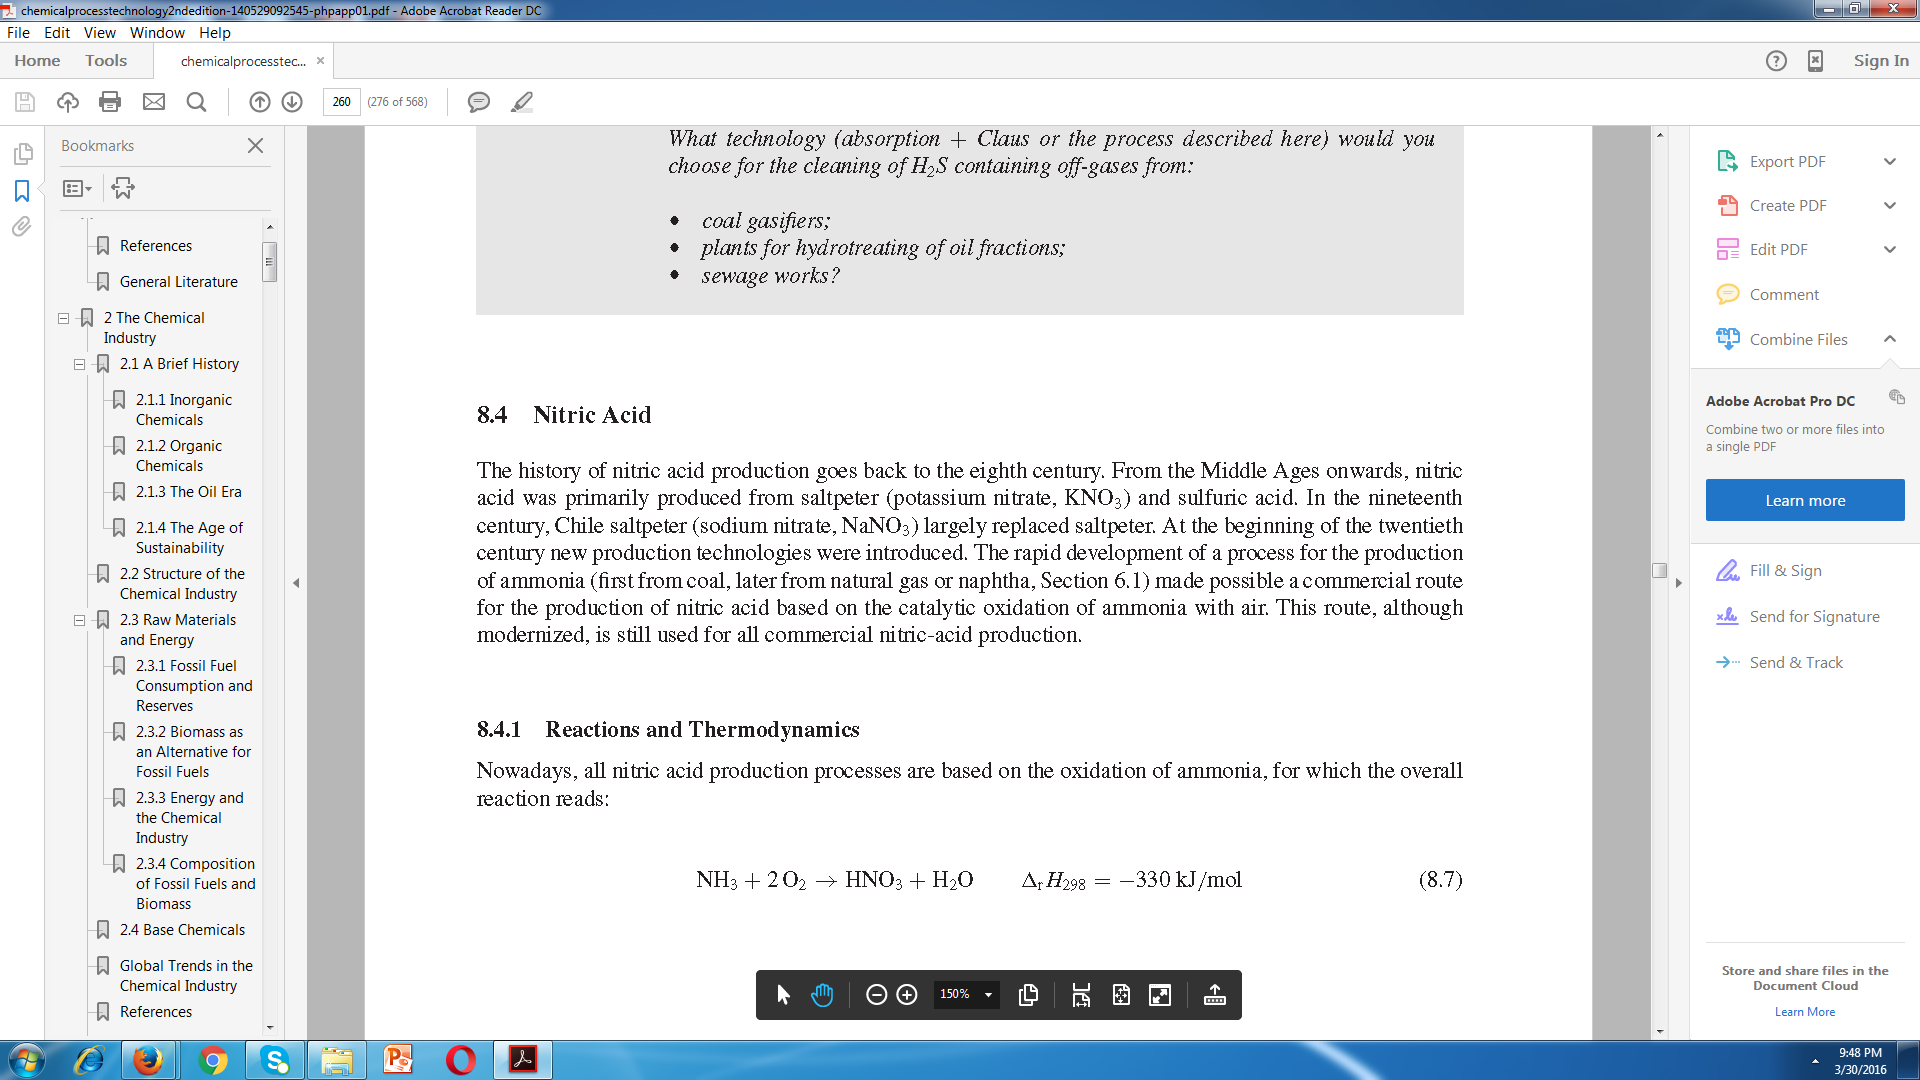 chemicalprocesstechnology2ndedition-140529092545-phpapp01.pdf - Adobe Acrobat Reader DC
File Edit View Window Help
Home Tools chemicalprocesstec... × Sign In
260 (276 of 568)
Bookmarks
References
General Literature
2 The Chemical
Industry
2.1 A Brief History
2.1.1 Inorganic
Chemicals
2.1.2 Organic
Chemicals
2.1.3 The Oil Era
2.1.4 The Age of
Sustainability
2.2 Structure of the
Chemical Industry
2.3 Raw Materials
and Energy
2.3.1 Fossil Fuel
Consumption and
Reserves
2.3.2 Biomass as
an Alternative for
Fossil Fuels
2.3.3 Energy and
the Chemical
Industry
2.3.4 Composition
of Fossil Fuels and
Biomass
2.4 Base Chemicals
Global Trends in the
Chemical Industry
References
What technology (absorption + Claus or the process described here) would you
choose for the cleaning of H₂S containing off-gases from:
• coal gasifiers;
• plants for hydrotreating of oil fractions;
• sewage works?
8.4 Nitric Acid
The history of nitric acid production goes back to the eighth century. From the Middle Ages onwards, nitric
acid was primarily produced from saltpeter (potassium nitrate, KNO₃) and sulfuric acid. In the nineteenth
century, Chile saltpeter (sodium nitrate, NaNO₃) largely replaced saltpeter. At the beginning of the twentieth
century new production technologies were introduced. The rapid development of a process for the production
of ammonia (first from coal, later from natural gas or naphtha, Section 6.1) made possible a commercial route
for the production of nitric acid based on the catalytic oxidation of ammonia with air. This route, although
modernized, is still used for all commercial nitric-acid production.
8.4.1 Reactions and Thermodynamics
Nowadays, all nitric acid production processes are based on the oxidation of ammonia, for which the overall
reaction reads:
NH₃ + 2 O₂ → HNO₃ + H₂O ΔᵣH₂₉₈ = −330 kJ/mol (8.7)
150%
Export PDF
Create PDF
Edit PDF
Comment
Combine Files
Adobe Acrobat Pro DC
Combine two or more files into
a single PDF
Learn more
Fill & Sign
Send for Signature
Send & Track
Store and share files in the
Document Cloud
Learn More
9:48 PM
3/30/2016